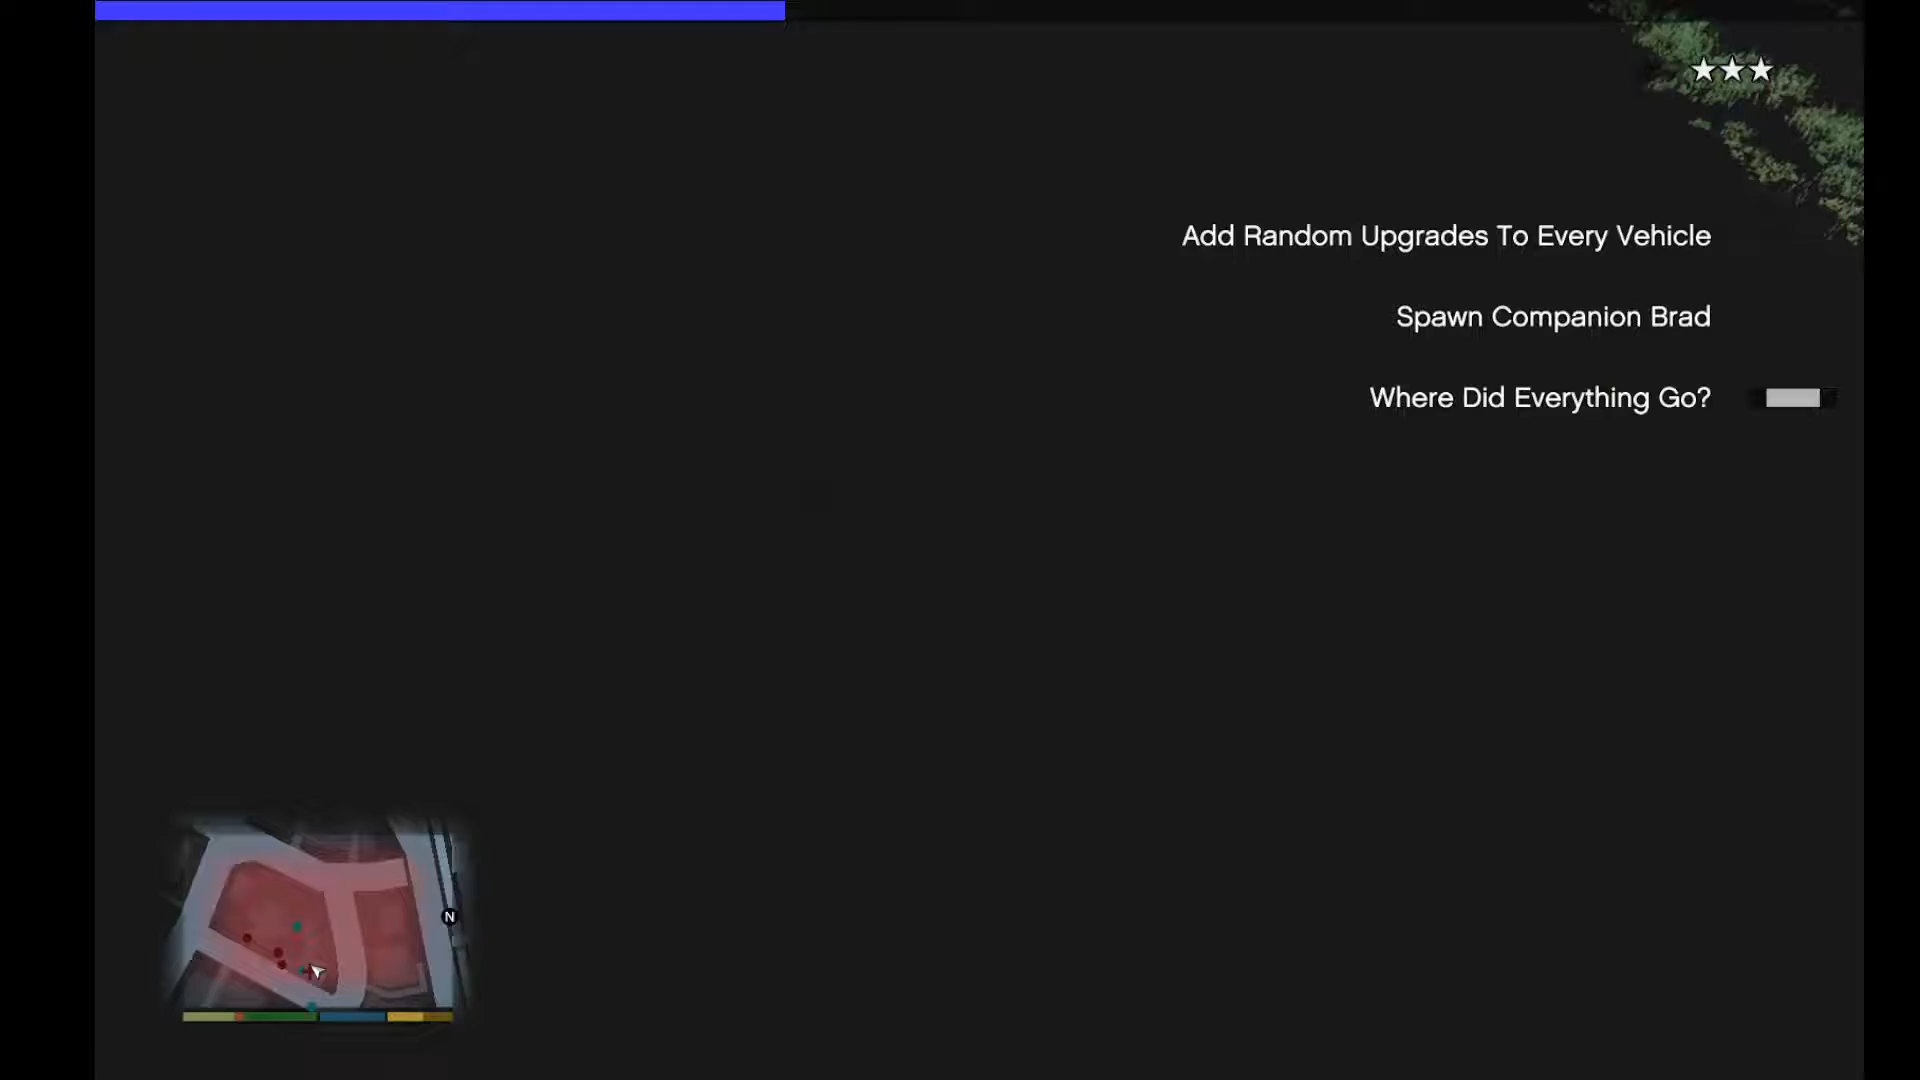 Add Random Upgrades To Every Vehicle
Spawn Companion Brad
Where Did Everything Go?
N